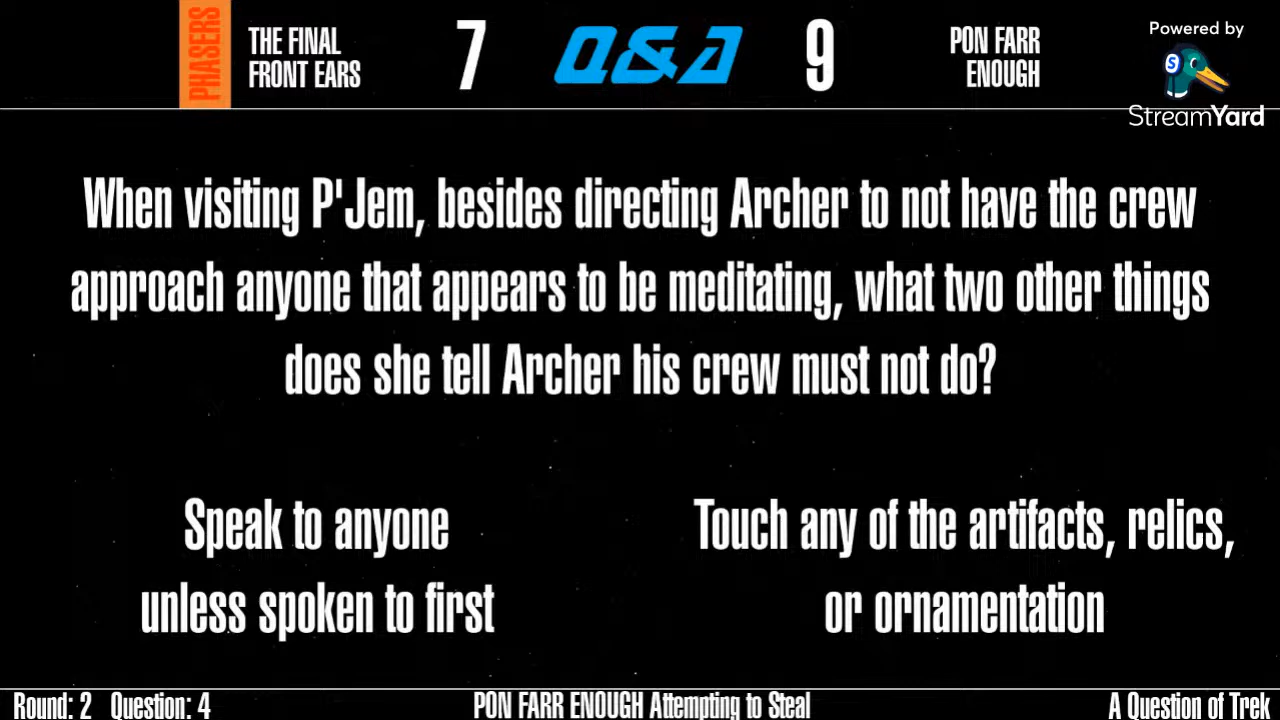 PHASERS
THE FINAL
FRONT EARS
7
Q&A
9
PON FARR
ENOUGH
Powered by
S
StreamYard
When visiting P'Jem, besides directing Archer to not have the crew
approach anyone that appears to be meditating, what two other things
does she tell Archer his crew must not do?
Speak to anyone
unless spoken to first
Touch any of the artifacts, relics,
or ornamentation
Round: 2 Question: 4
PON FARR ENOUGH Attempting to Steal
A Question of Trek